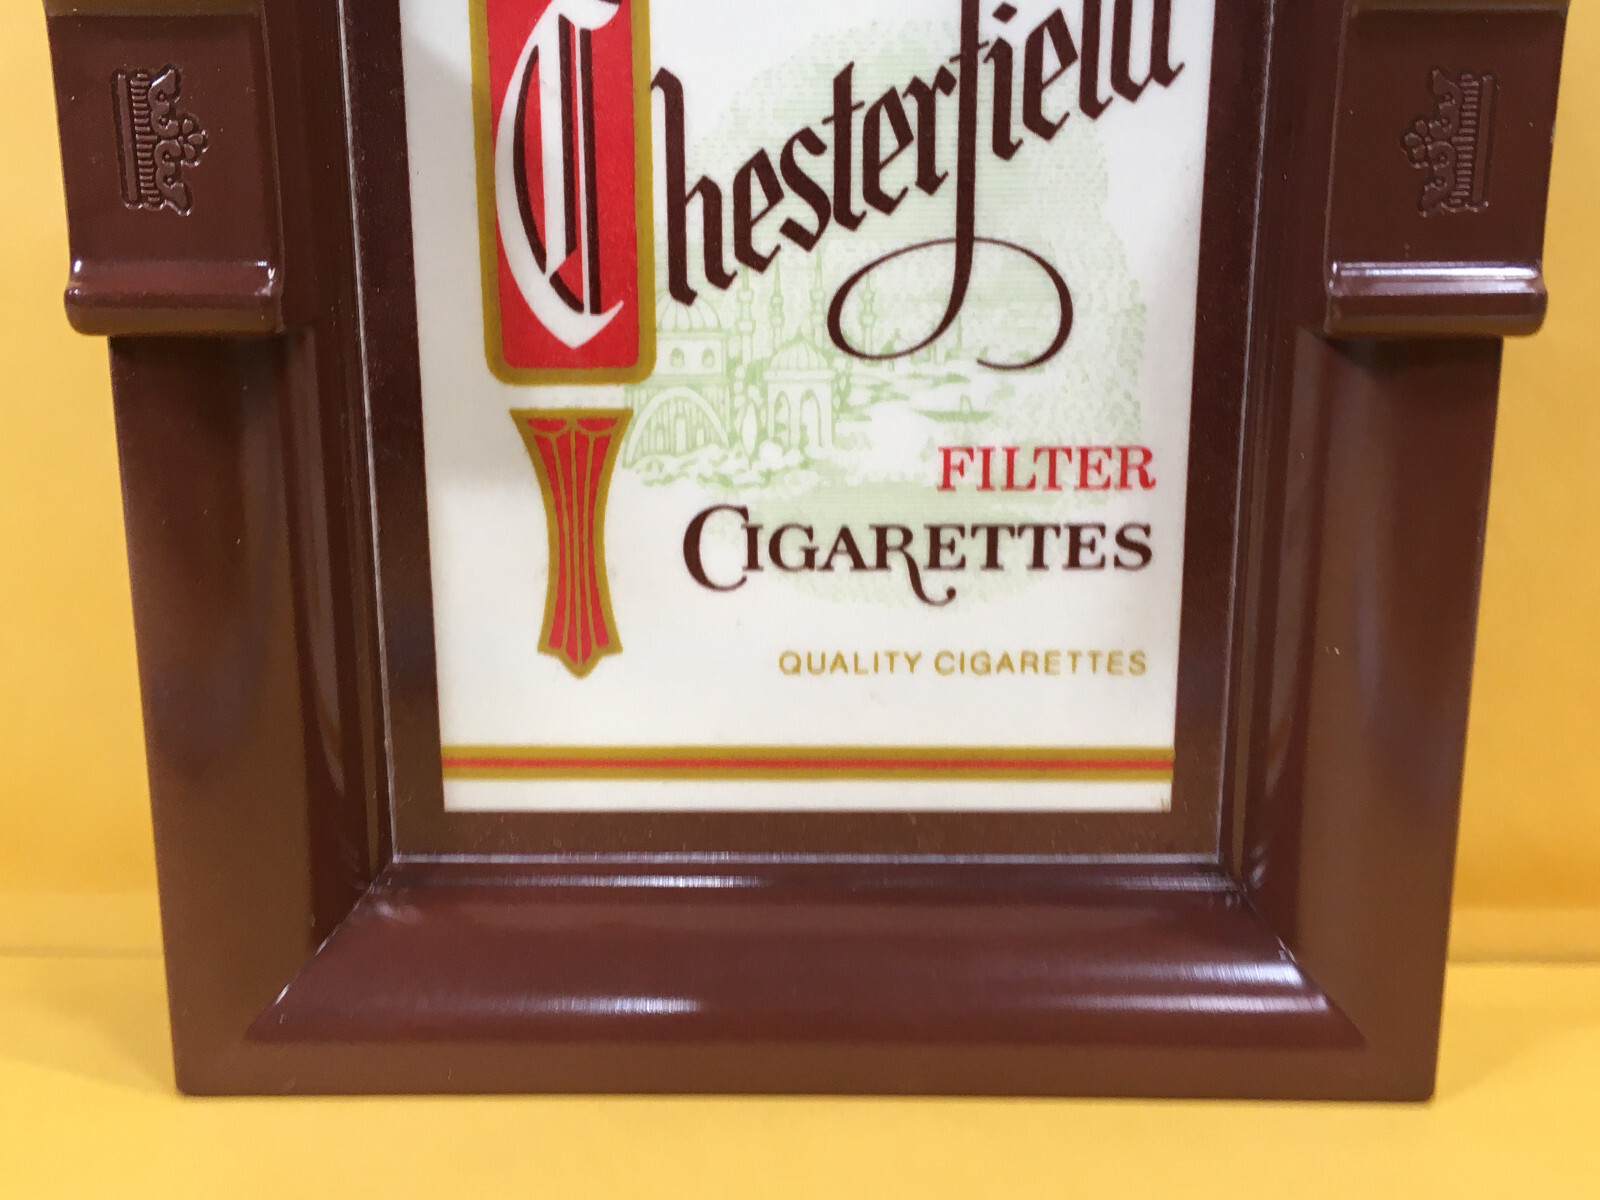 Chesterfield
FILTER
CIGARETTES
QUALITY CIGARETTES